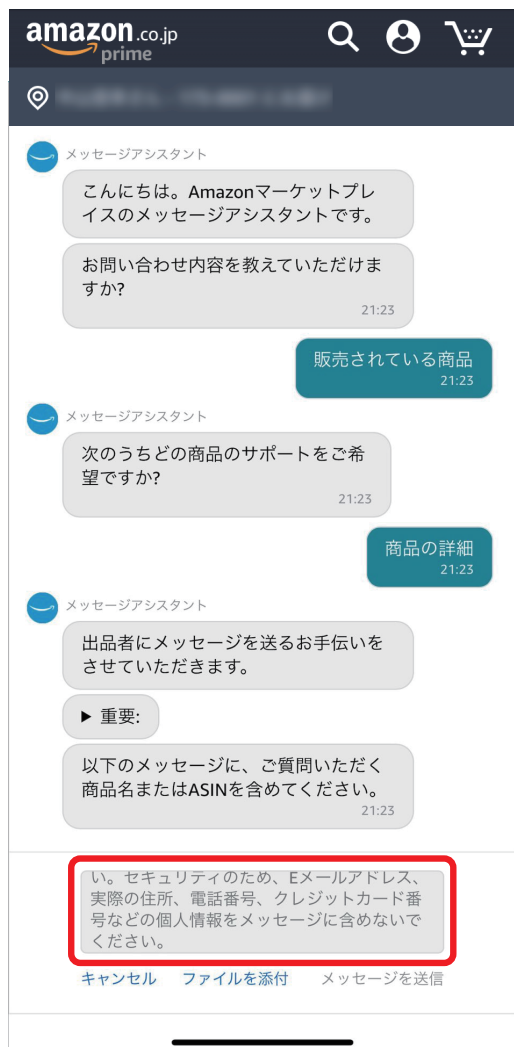 amazon.co.jp
prime
メッセージアシスタント
こんにちは。Amazonマーケットプレ
イスのメッセージアシスタントです。
お問い合わせ内容を教えていただけま
すか?
21:23
販売されている商品
21:23
メッセージアシスタント
次のうちどの商品のサポートをご希
望ですか?
21:23
商品の詳細
21:23
メッセージアシスタント
出品者にメッセージを送るお手伝いを
させていただきます。
▶ 重要:
以下のメッセージに、ご質問いただく
商品名またはASINを含めてください。
21:23
い。セキュリティのため、Eメールアドレス、
実際の住所、電話番号、クレジットカード番
号などの個人情報をメッセージに含めないで
ください。
キャンセル ファイルを添付 メッセージを送信